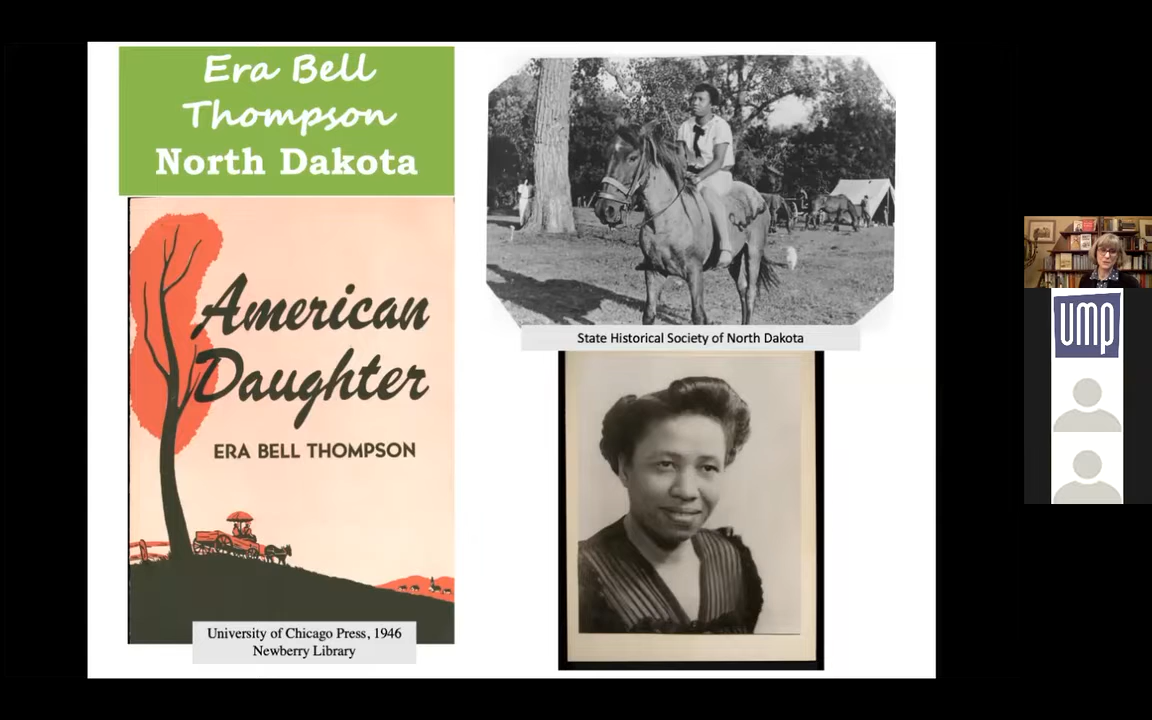 Era Bell
Thompson
North Dakota
American
Daughter
ERA BELL THOMPSON
University of Chicago Press, 1946
Newberry Library
State Historical Society of North Dakota
ump